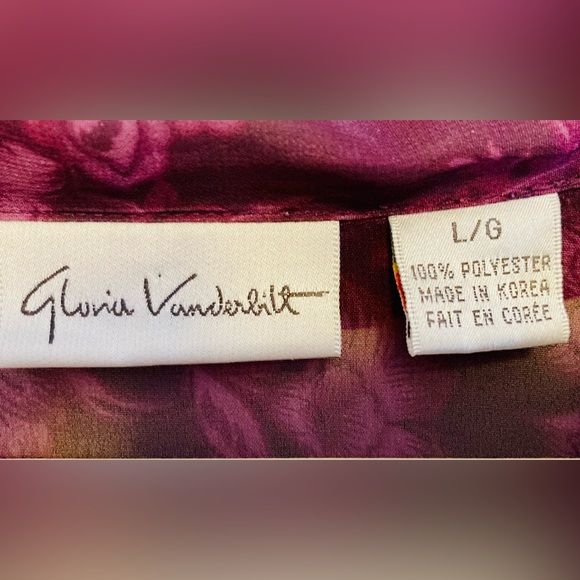 Gloria Vanderbilt
L/G
100% POLYESTER
MADE IN KOREA
FAIT EN CORÉE